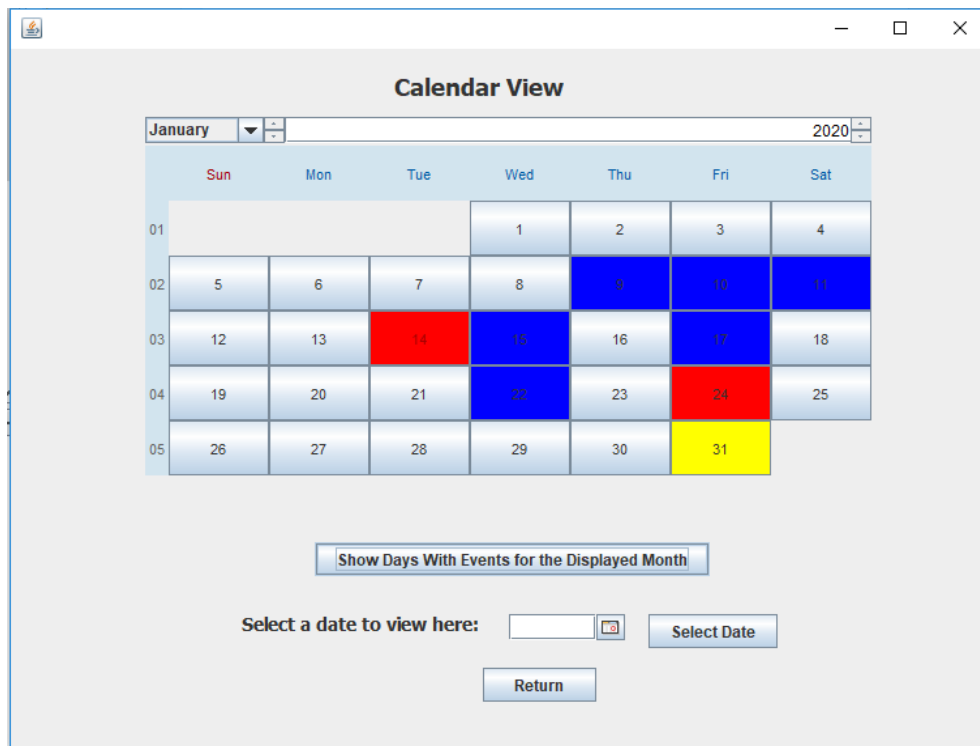 Calendar View
January 2020
Sun Mon Tue Wed Thu Fri Sat
01 1 2 3 4
02 5 6 7 8 9 10 11
03 12 13 14 15 16 17 18
04 19 20 21 22 23 24 25
05 26 27 28 29 30 31
Show Days With Events for the Displayed Month
Select a date to view here: Select Date
Return